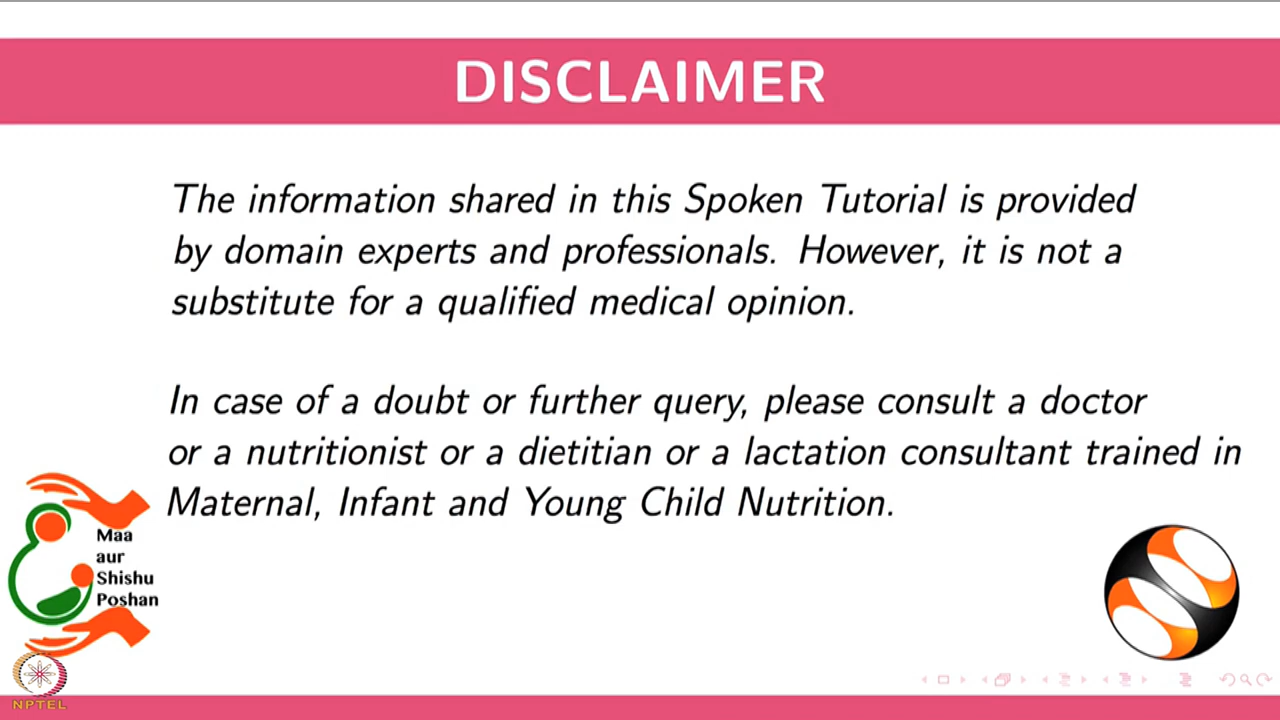 DISCLAIMER
The information shared in this Spoken Tutorial is provided
by domain experts and professionals. However, it is not a
substitute for a qualified medical opinion.
In case of a doubt or further query, please consult a doctor
or a nutritionist or a dietitian or a lactation consultant trained in
Maternal, Infant and Young Child Nutrition.
Maa
aur
Shishu
Poshan
NPTEL